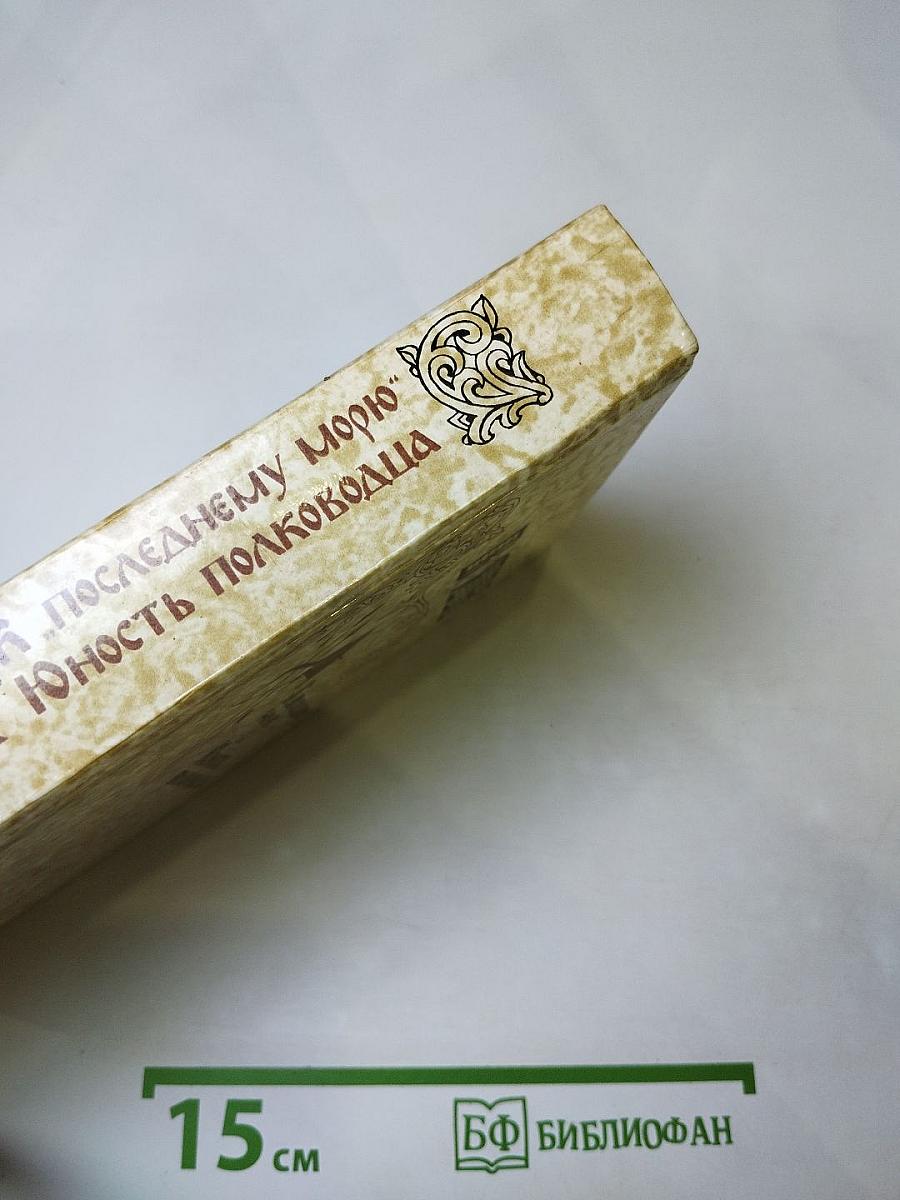 К „Последнему морю“
Юность полководца
15 см
БФ БИБЛИОФАН